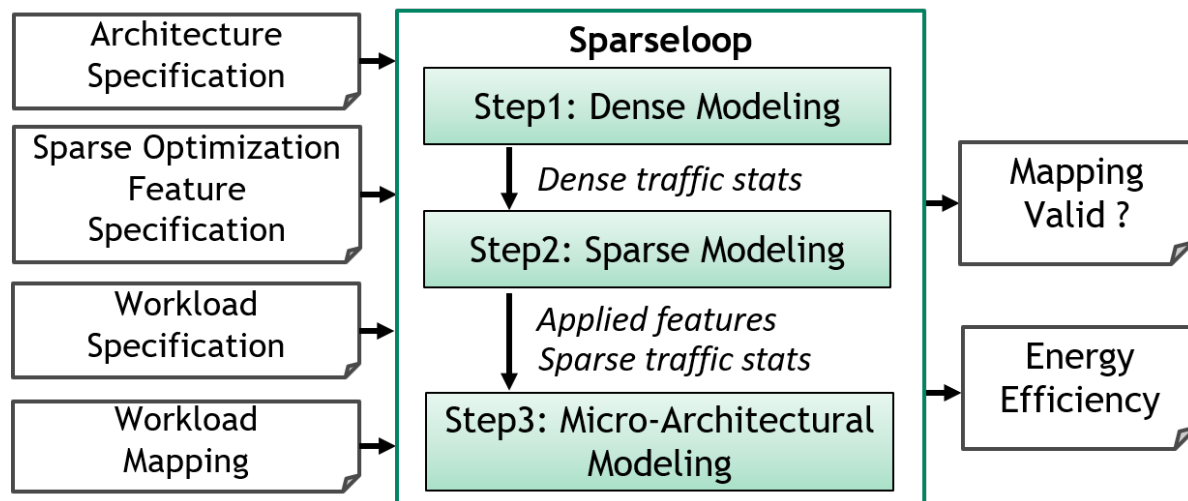 Architecture
Specification
Sparse Optimization
Feature
Specification
Workload
Specification
Workload
Mapping
Sparseloop
Step1: Dense Modeling
Dense traffic stats
Step2: Sparse Modeling
Applied features
Sparse traffic stats
Step3: Micro-Architectural
Modeling
Mapping
Valid ?
Energy
Efficiency